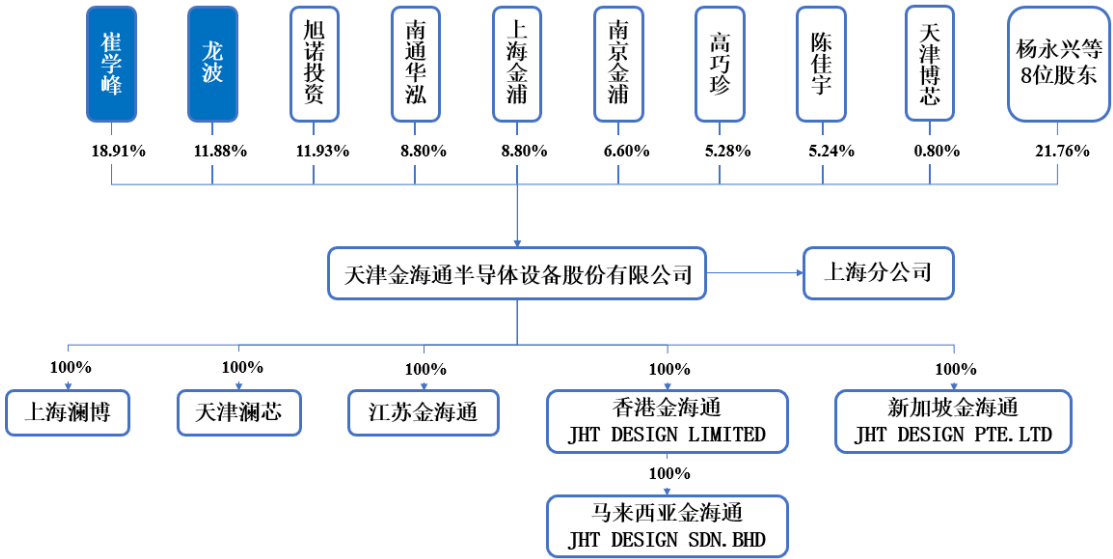 崔学峰
龙波
旭诺投资
南通华泓
上海金浦
南京金浦
高巧珍
陈佳宇
天津博芯
杨永兴等
8位股东
18.91%
11.88%
11.93%
8.80%
8.80%
6.60%
5.28%
5.24%
0.80%
21.76%
天津金海通半导体设备股份有限公司
上海分公司
100%
100%
100%
100%
100%
上海澜博
天津澜芯
江苏金海通
香港金海通
JHT DESIGN LIMITED
新加坡金海通
JHT DESIGN PTE.LTD
100%
马来西亚金海通
JHT DESIGN SDN.BHD